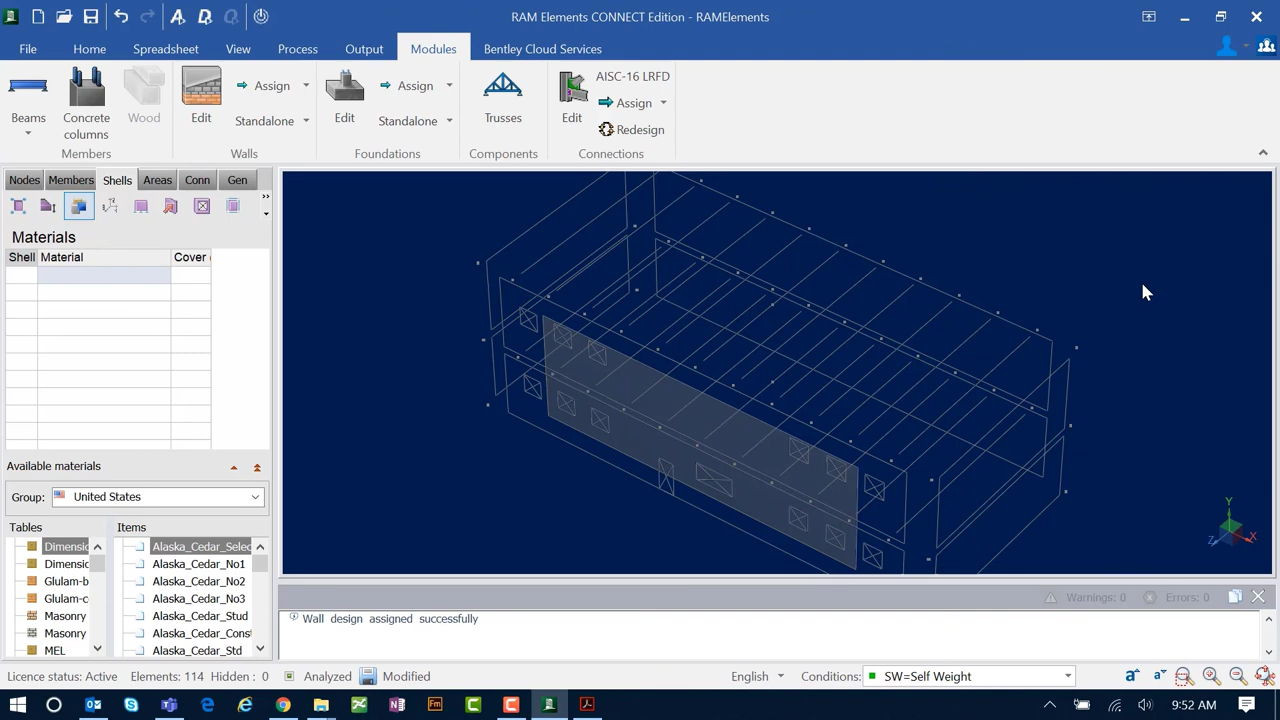 RAM Elements CONNECT Edition - RAMElements
File Home Spreadsheet View Process Output Modules Bentley Cloud Services
Beams
Concrete
columns
Wood
Members
Edit
Assign
Standalone
Walls
Edit
Assign
Standalone
Foundations
Trusses
Components
Edit
AISC-16 LRFD
Assign
Redesign
Connections
Nodes Members Shells Areas Conn Gen
Materials
Shell Material Cover (
Available materials
Group: United States
Tables Items
Dimensic Alaska_Cedar_Selec
Dimensic Alaska_Cedar_No1
Glulam-b Alaska_Cedar_No2
Glulam-c Alaska_Cedar_No3
Masonry Alaska_Cedar_Stud
Masonry Alaska_Cedar_Cons
MEL Alaska_Cedar_Std
Y
X
Z
Warnings: 0 Errors: 0
Wall design assigned successfully
Licence status: Active Elements: 114 Hidden: 0 Analyzed Modified English Conditions: SW=Self Weight
9:52 AM